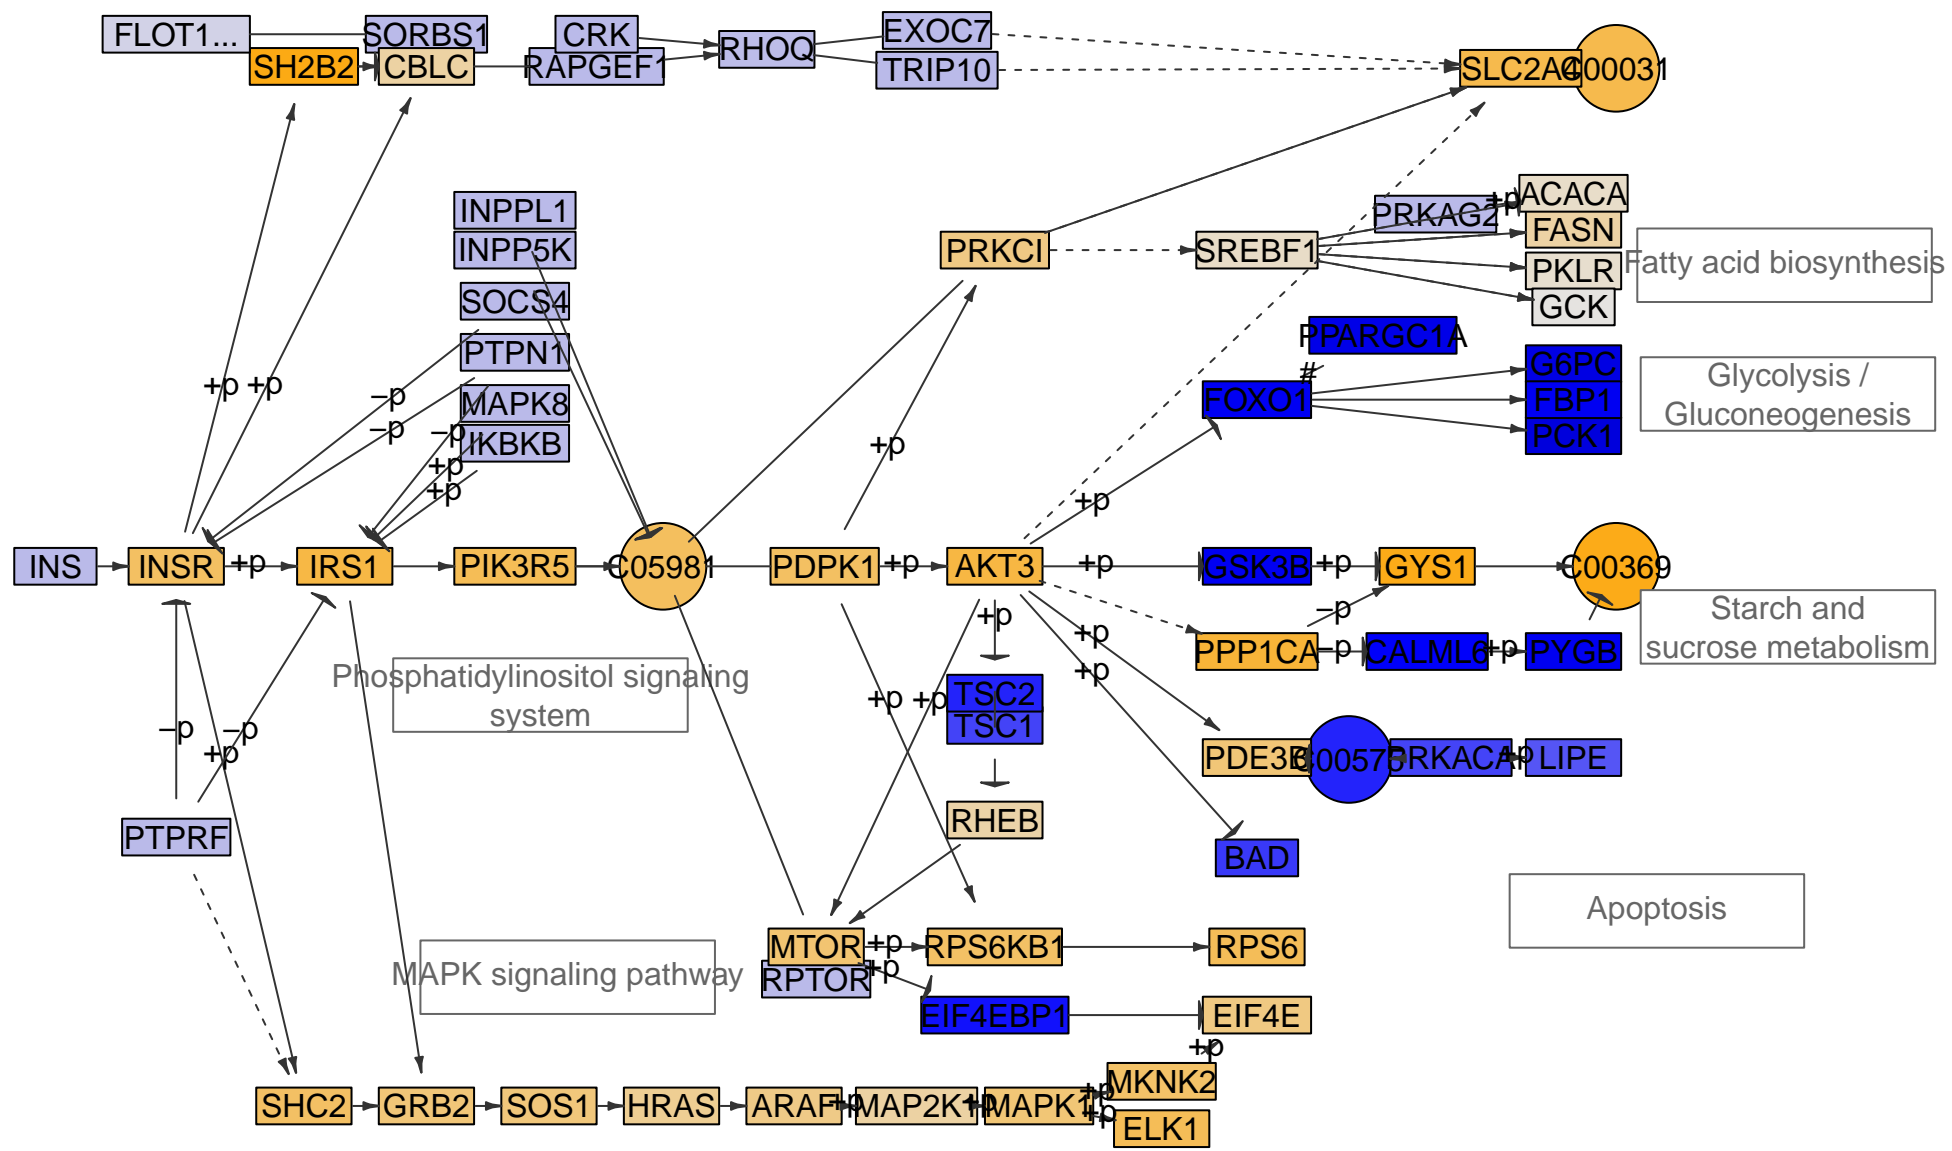 FLOT1...
SORBS1
CRK
RHOQ
EXOC7
SH2B2
CBLC
RAPGEF1
TRIP10
SLC2A4
C00031
INPPL1
INPP5K
SOCS4
PTPN1
MAPK8
IKBKB
PRKCI
SREBF1
PRKAG2
+p
ACACA
FASN
PKLR
GCK
Fatty acid biosynthesis
PPARGC1A
#
FOXO1
G6PC
FBP1
PCK1
Glycolysis /
Gluconeogenesis
+p
+p
−p
−p
−p
+p
+p
+p
+p
INS
INSR
+p
IRS1
PIK3R5
C05981
PDPK1
+p
AKT3
+p
GSK3B
+p
GYS1
C00369
−p
Starch and
sucrose metabolism
PPP1CA
−p
CALML6
+p
PYGB
+p
+p
+p
Phosphatidylinositol signaling
system
+p
+p
TSC2
TSC1
−p
−p
+p
PDE3B
C00575
PRKACA
+p
LIPE
PTPRF
RHEB
BAD
Apoptosis
MAPK signaling pathway
MTOR
RPTOR
+p
+p
RPS6KB1
RPS6
EIF4EBP1
EIF4E
+p
SHC2
GRB2
SOS1
HRAS
ARAF
+p
MAP2K1
+p
MAPK1
+p
+p
MKNK2
ELK1